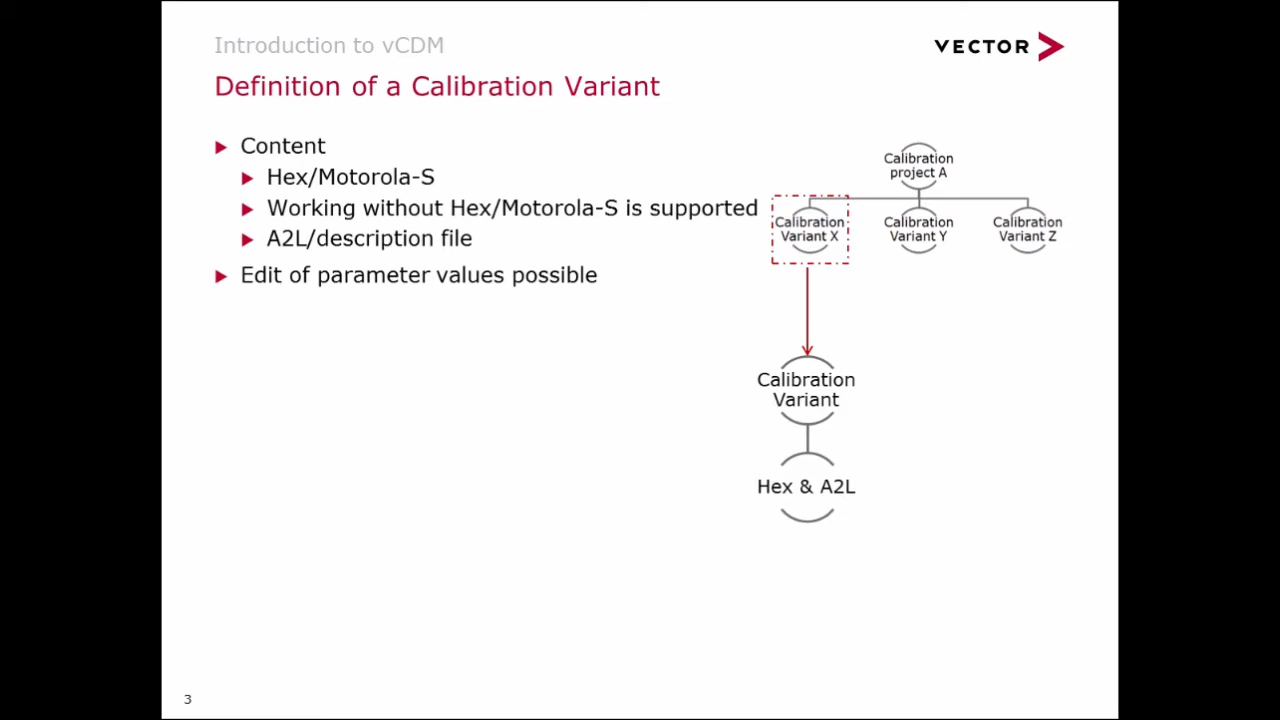 Introduction to vCDM
VECTOR
Definition of a Calibration Variant
Content
Hex/Motorola-S
Working without Hex/Motorola-S is supported
A2L/description file
Edit of parameter values possible
Calibration
project A
Calibration
Variant X
Calibration
Variant Y
Calibration
Variant Z
Calibration
Variant
Hex & A2L
3